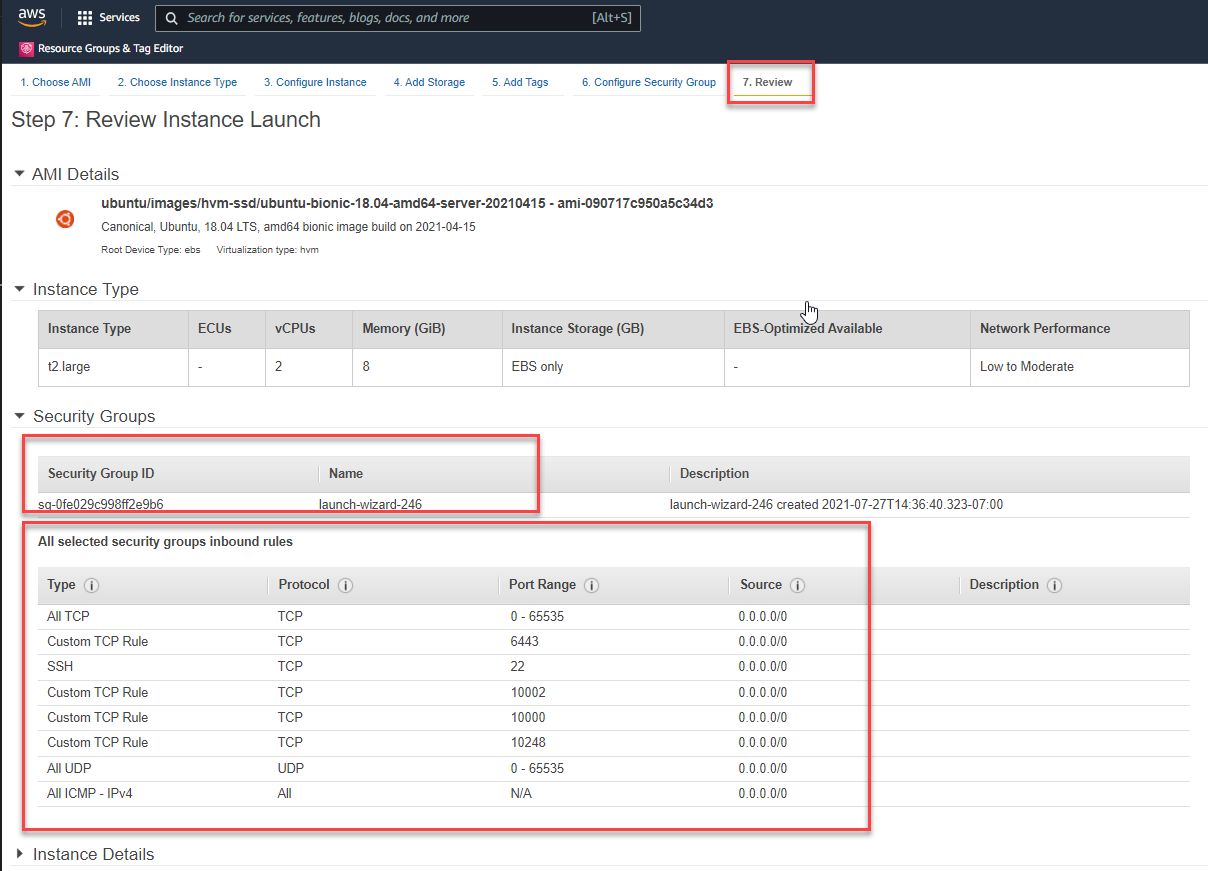 aws Services Search for services, features, blogs, docs, and more [Alt+S]
Resource Groups & Tag Editor
1. Choose AMI 2. Choose Instance Type 3. Configure Instance 4. Add Storage 5. Add Tags 6. Configure Security Group 7. Review
Step 7: Review Instance Launch
AMI Details
ubuntu/images/hvm-ssd/ubuntu-bionic-18.04-amd64-server-20210415 - ami-090717c950a5c34d3
Canonical, Ubuntu, 18.04 LTS, amd64 bionic image build on 2021-04-15
Root Device Type: ebs Virtualization type: hvm
Instance Type
Instance Type ECUs vCPUs Memory (GiB) Instance Storage (GB) EBS-Optimized Available Network Performance
t2.large - 2 8 EBS only - Low to Moderate
Security Groups
Security Group ID Name Description
sg-0fe029c998ff2e9b6 launch-wizard-246 launch-wizard-246 created 2021-07-27T14:36:40.323-07:00
All selected security groups inbound rules
Type i Protocol i Port Range i Source i Description i
All TCP TCP 0 - 65535 0.0.0.0/0
Custom TCP Rule TCP 6443 0.0.0.0/0
SSH TCP 22 0.0.0.0/0
Custom TCP Rule TCP 10002 0.0.0.0/0
Custom TCP Rule TCP 10000 0.0.0.0/0
Custom TCP Rule TCP 10248 0.0.0.0/0
All UDP UDP 0 - 65535 0.0.0.0/0
All ICMP - IPv4 All N/A 0.0.0.0/0
Instance Details